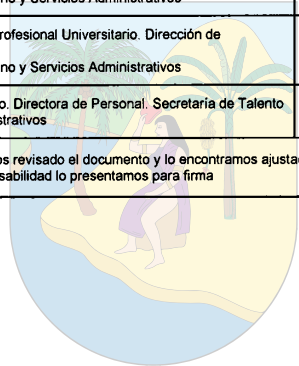 no y Servicios Administrativos
rofesional Universitario. Dirección de
no y Servicios Administrativos
o. Directora de Personal. Secretaría de Talento
strativos
os revisado el documento y lo encontramos ajusta
sabilidad lo presentamos para firma